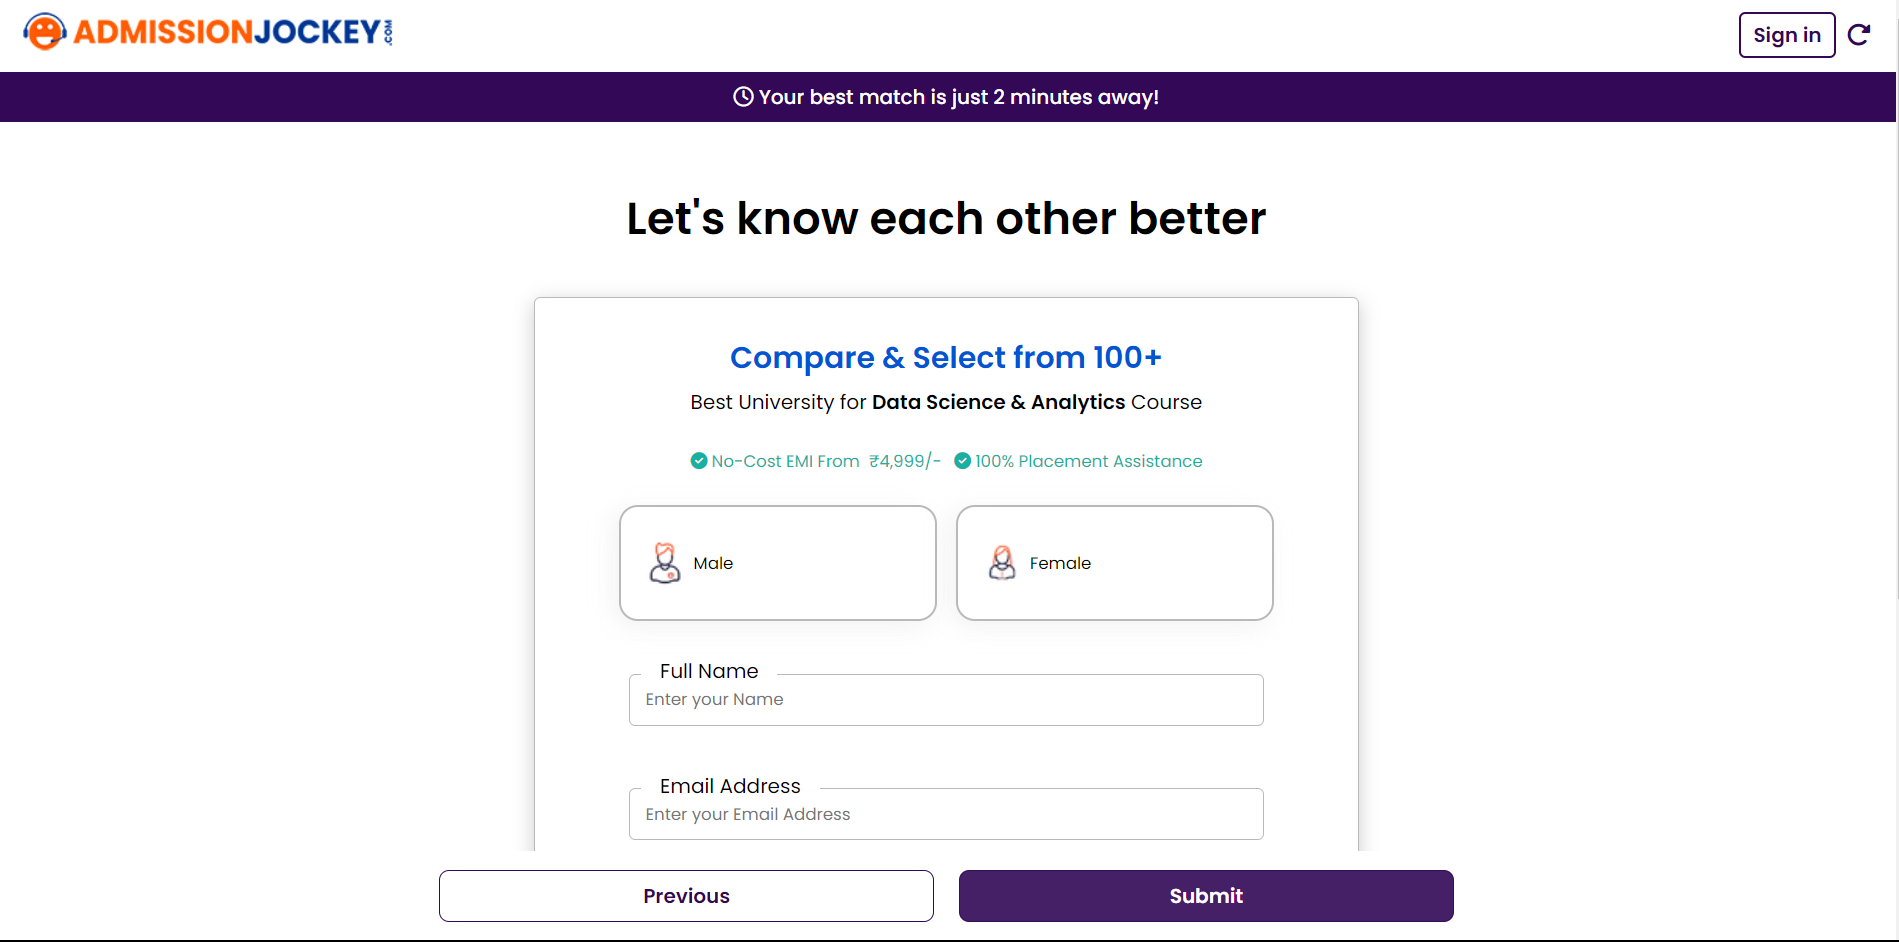 ADMISSIONJOCKEY.COM
Sign in
Your best match is just 2 minutes away!
Let's know each other better
Compare & Select from 100+
Best University for Data Science & Analytics Course
No-Cost EMI From ₹4,999/- 100% Placement Assistance
Male
Female
Full Name
Enter your Name
Email Address
Enter your Email Address
Previous
Submit